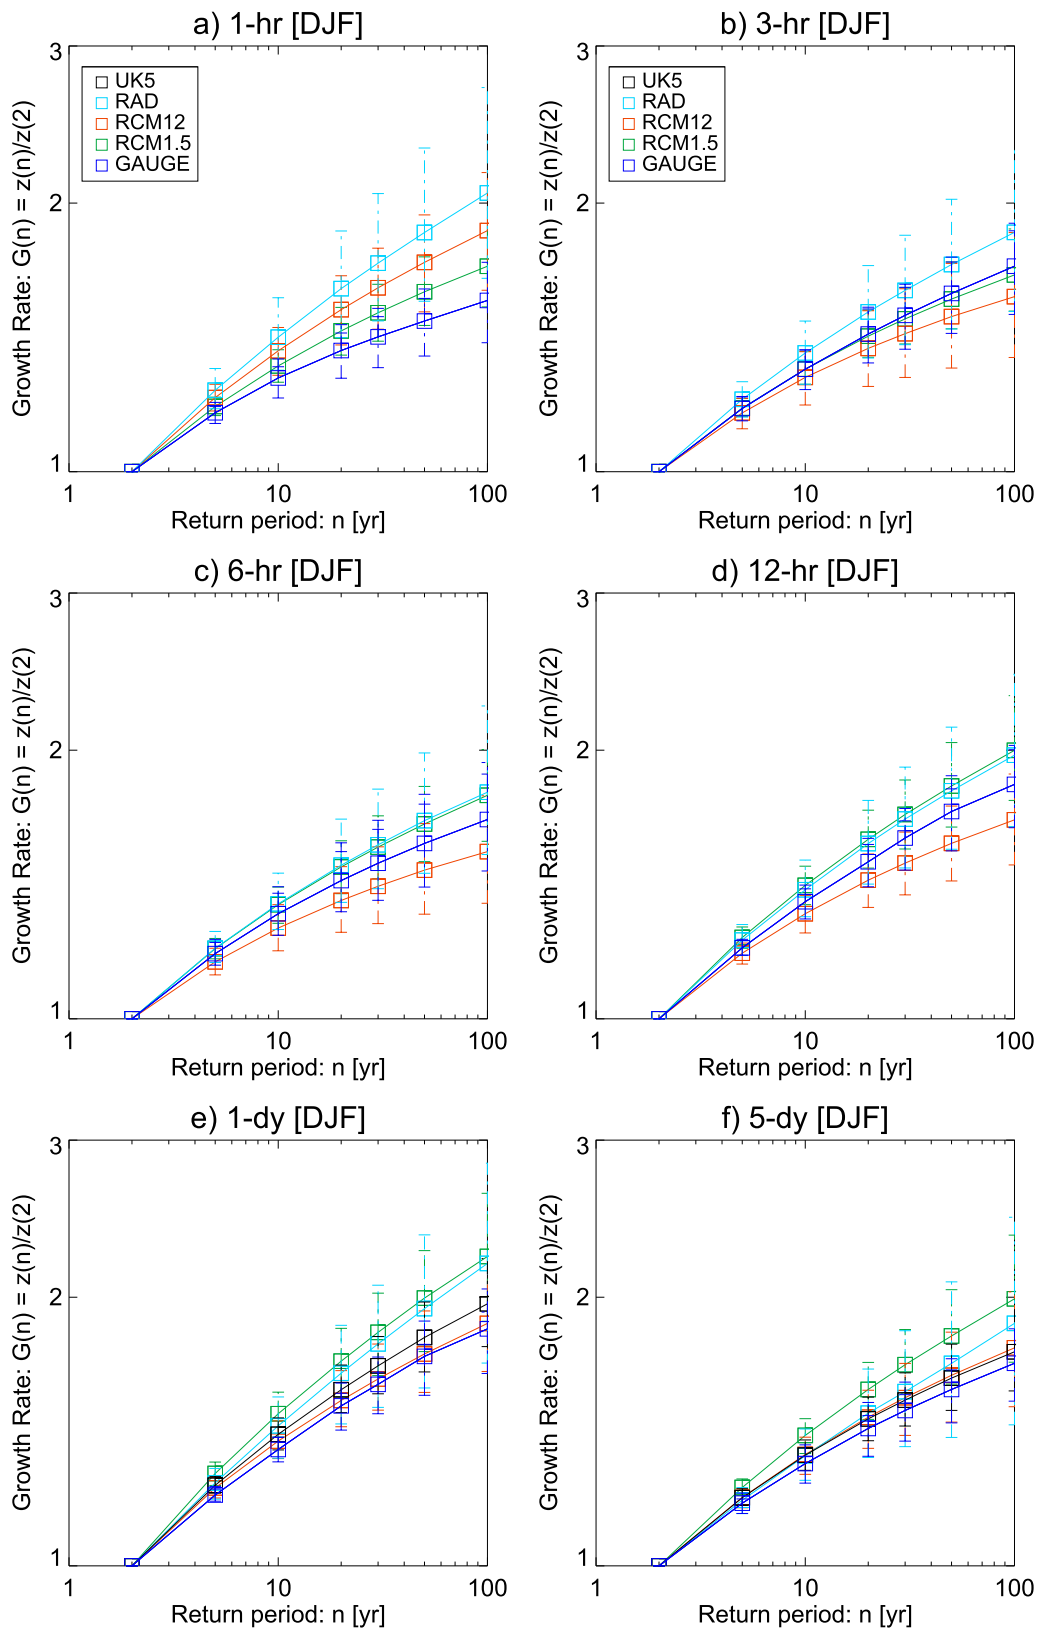 a) 1-hr [DJF]
3
2
1
Growth Rate: G(n) = z(n)/z(2)
UK5
RAD
RCM12
RCM1.5
GAUGE
1 10 100
Return period: n [yr]
b) 3-hr [DJF]
3
2
1
Growth Rate: G(n) = z(n)/z(2)
UK5
RAD
RCM12
RCM1.5
GAUGE
1 10 100
Return period: n [yr]
c) 6-hr [DJF]
3
2
1
Growth Rate: G(n) = z(n)/z(2)
1 10 100
Return period: n [yr]
d) 12-hr [DJF]
3
2
1
Growth Rate: G(n) = z(n)/z(2)
1 10 100
Return period: n [yr]
e) 1-dy [DJF]
3
2
1
Growth Rate: G(n) = z(n)/z(2)
1 10 100
Return period: n [yr]
f) 5-dy [DJF]
3
2
1
Growth Rate: G(n) = z(n)/z(2)
1 10 100
Return period: n [yr]